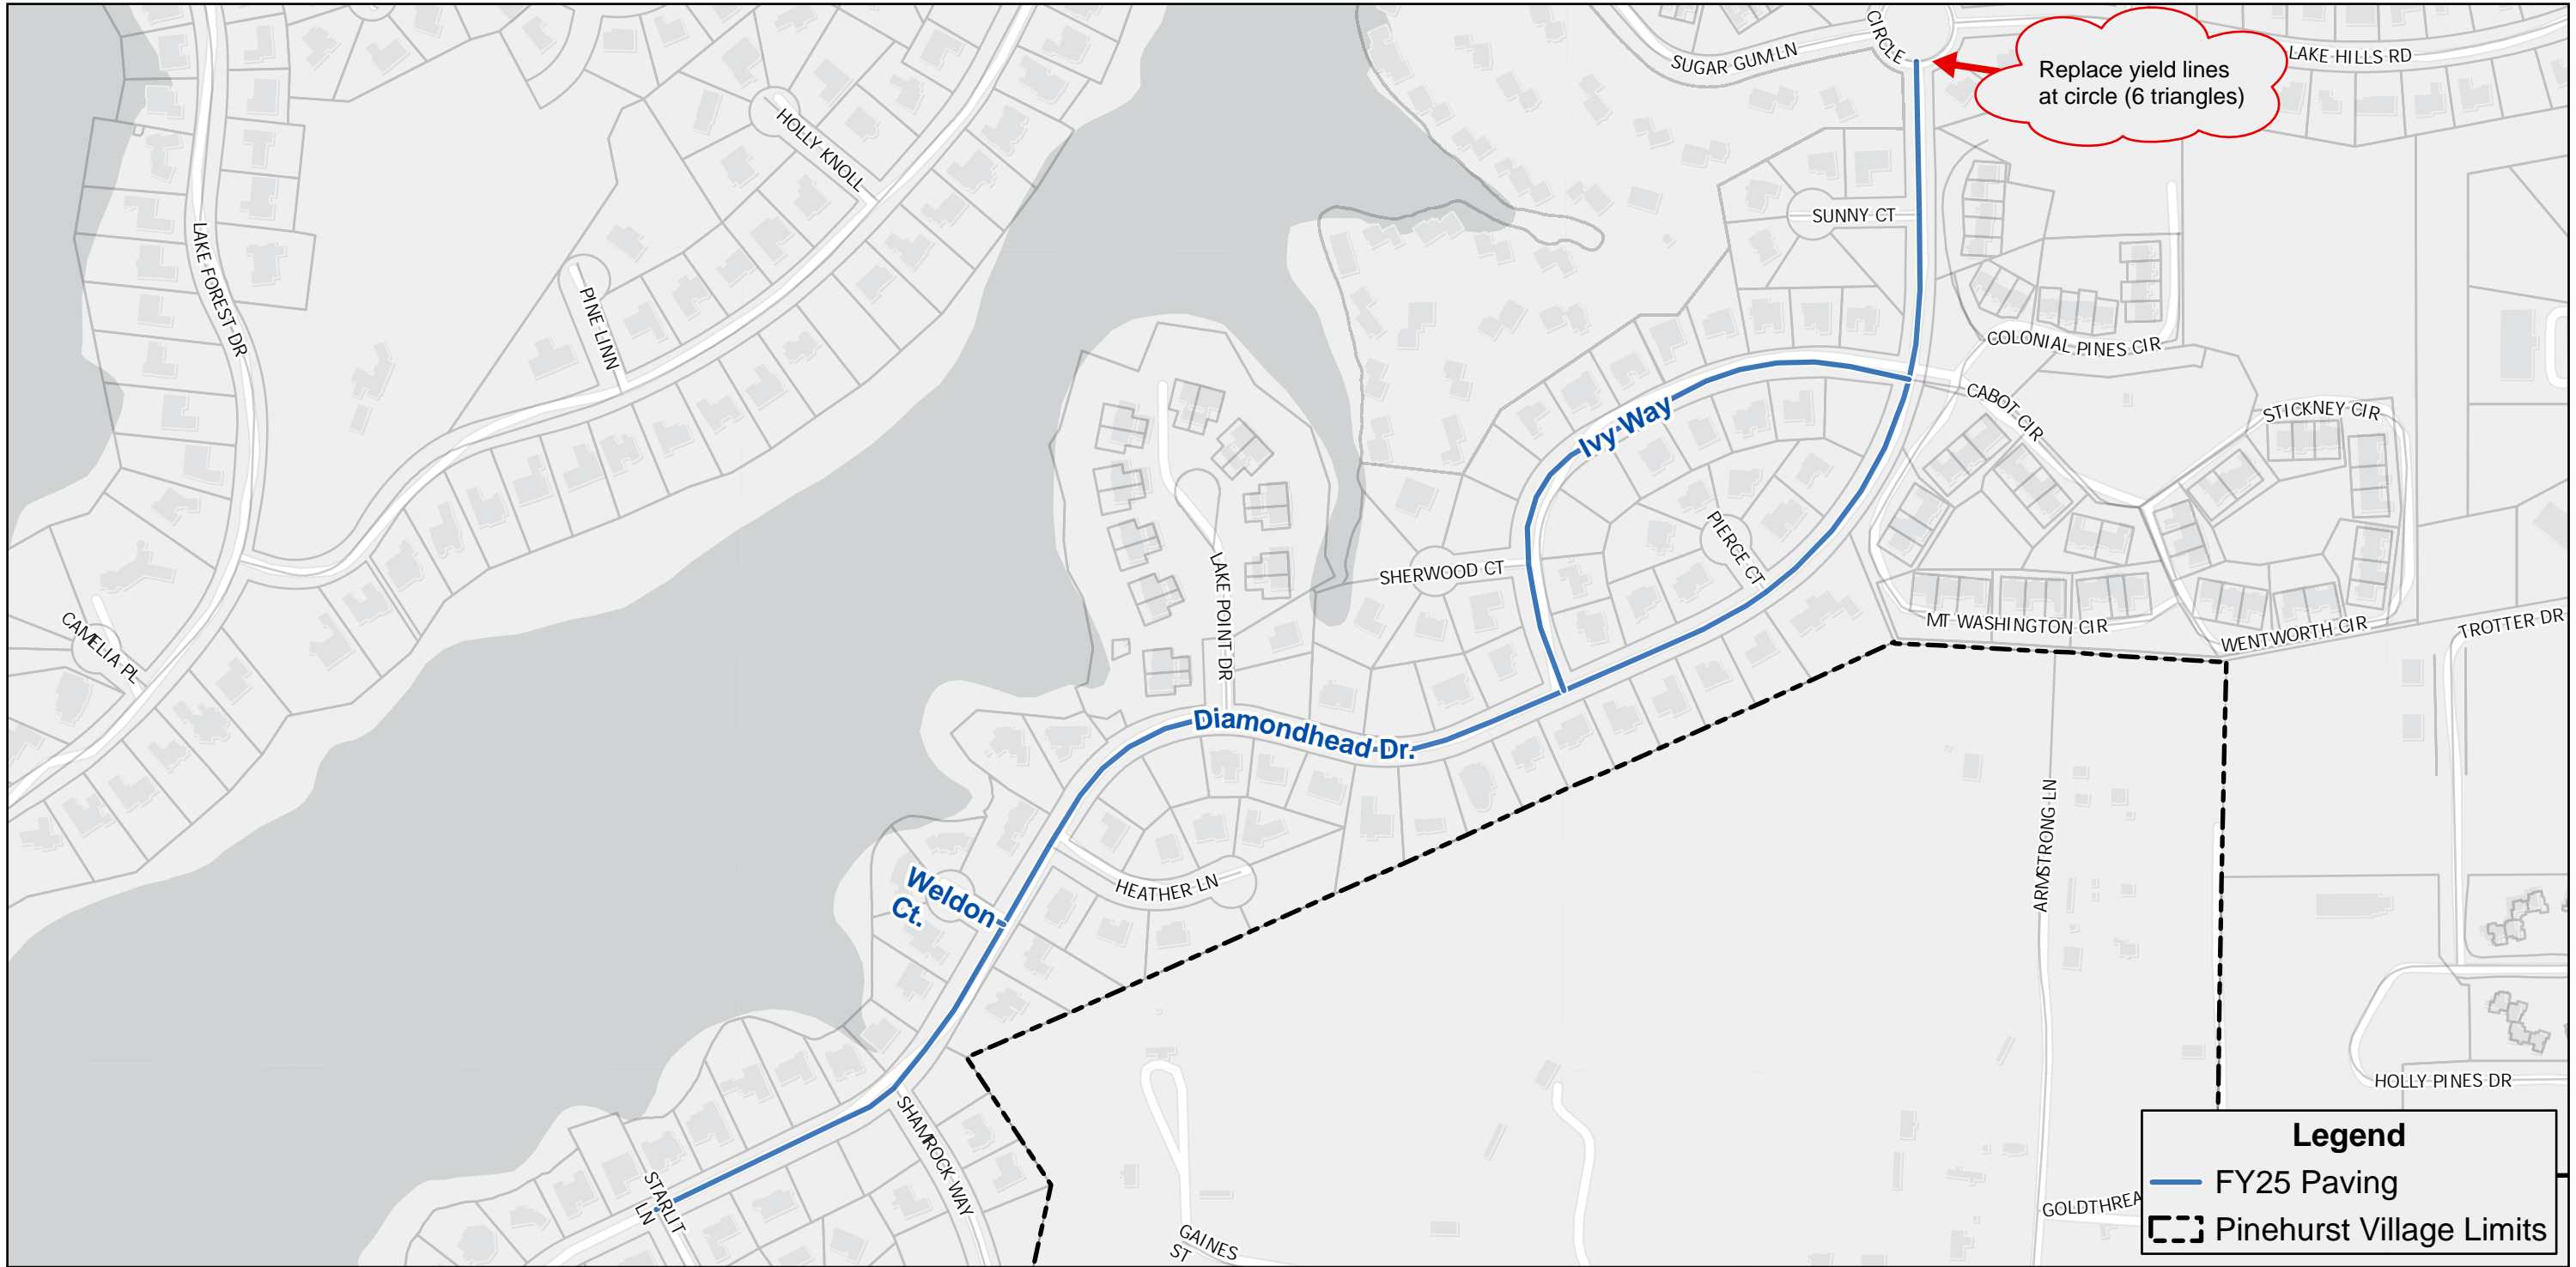 CIRCLE
SUGAR GUM LN
LAKE HILLS RD
Replace yield lines
at circle (6 triangles)
HOLLY KNOLL
SUNNY CT
LAKE FOREST DR
PINE LINN
COLONIAL PINES CIR
CABOT CIR
STICKNEY CIR
Ivy Way
PIERCE CT
SHERWOOD CT
LAKE POINT DR
CAMELIA PL
MT WASHINGTON CIR
WENTWORTH CIR
TROTTER DR
Diamondhead Dr.
ARMSTRONG LN
HEATHER LN
Weldon
Ct.
HOLLY PINES DR
SHAMROCK WAY
STARLIT
LN
GOLDTHREA
GAINES
ST
Legend
FY25 Paving
Pinehurst Village Limits